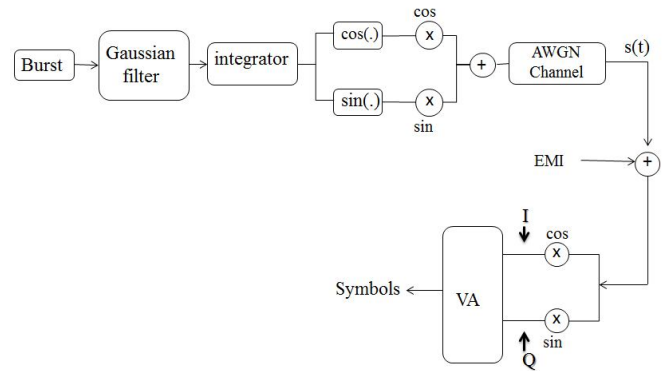 Burst
Gaussian
filter
integrator
cos(.)
cos
x
sin(.)
x
sin
+
AWGN
Channel
s(t)
EMI
+
I
cos
x
Symbols
VA
x
sin
Q